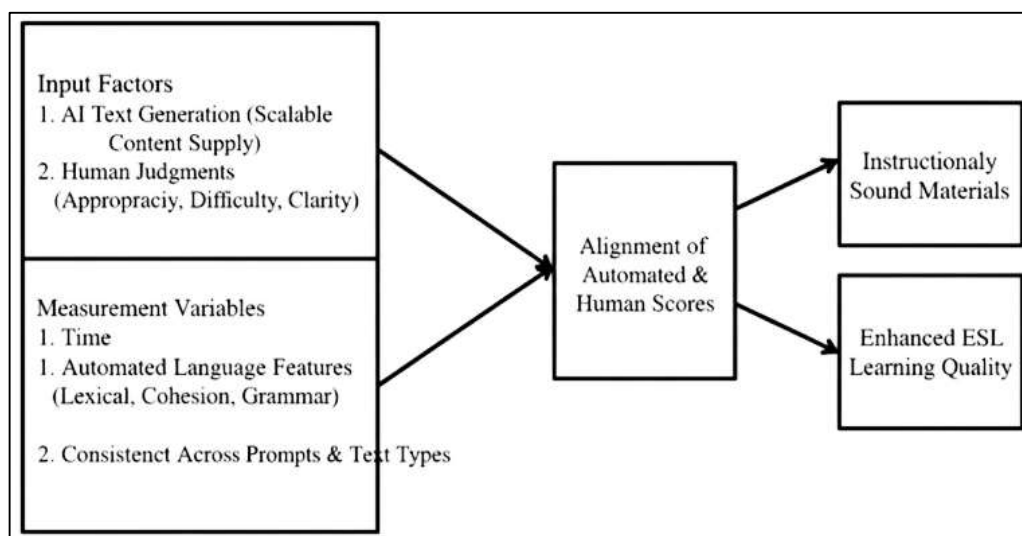 Input Factors
1. AI Text Generation (Scalable
Content Supply)
2. Human Judgments
(Appropraciy, Difficulty, Clarity)
Measurement Variables
1. Time
1. Automated Language Features
(Lexical, Cohesion, Grammar)
2. Consistenct Across Prompts & Text Types
Alignment of
Automated &
Human Scores
Instructionaly
Sound Materials
Enhanced ESL
Learning Quality